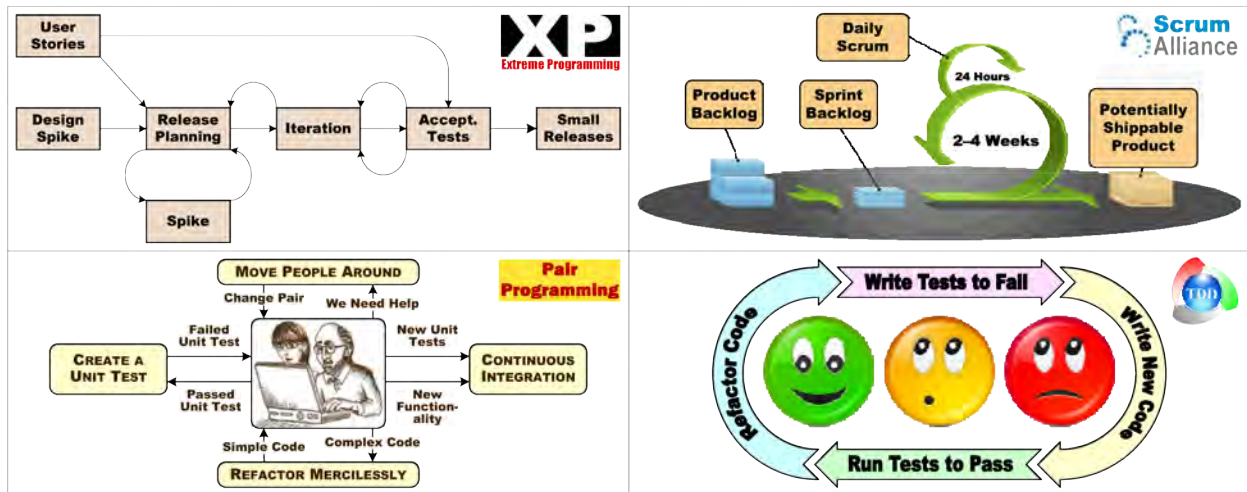 User
Stories
XP
Extreme Programming
Design
Spike
Release
Planning
Iteration
Accept.
Tests
Small
Releases
Spike
Daily
Scrum
Scrum
Alliance
24 Hours
Product
Backlog
Sprint
Backlog
Potentially
Shippable
Product
2–4 Weeks
MOVE PEOPLE AROUND
Pair
Programming
Change Pair
We Need Help
Failed
Unit Test
New Unit
Tests
CREATE A
UNIT TEST
CONTINUOUS
INTEGRATION
Passed
Unit Test
New
Function-
ality
Simple Code
Complex Code
REFACTOR MERCILESSLY
Write Tests to Fail
TDD
Refactor Code
Write New Code
Run Tests to Pass